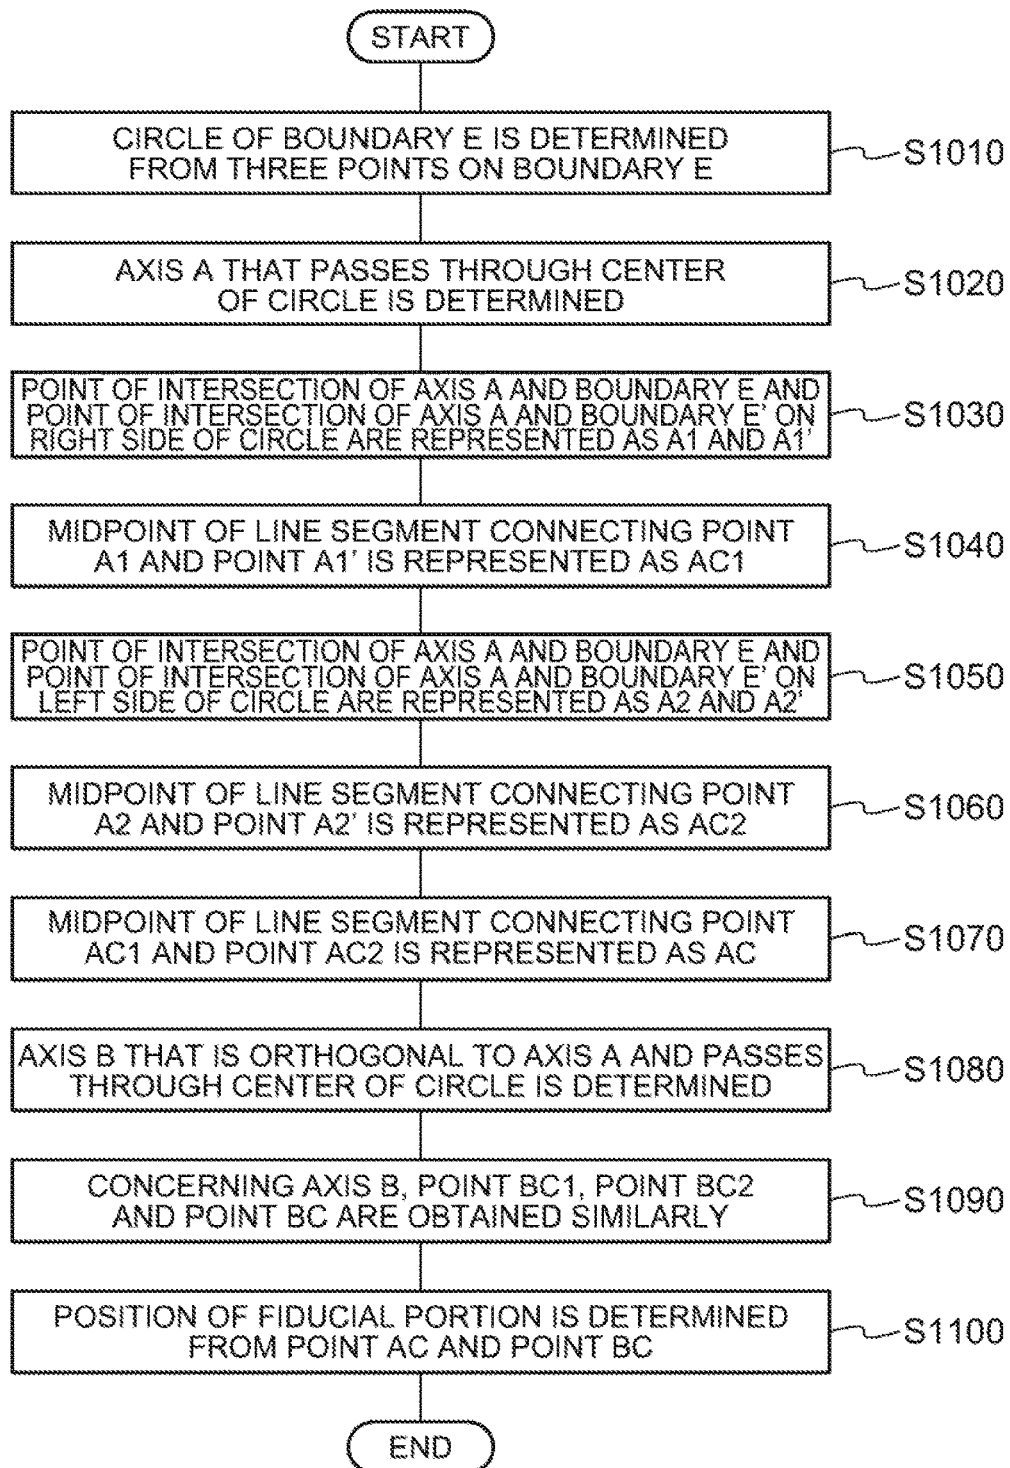 START
CIRCLE OF BOUNDARY E IS DETERMINED
FROM THREE POINTS ON BOUNDARY E
S1010
AXIS A THAT PASSES THROUGH CENTER
OF CIRCLE IS DETERMINED
S1020
POINT OF INTERSECTION OF AXIS A AND BOUNDARY E AND
POINT OF INTERSECTION OF AXIS A AND BOUNDARY E' ON
RIGHT SIDE OF CIRCLE ARE REPRESENTED AS A1 AND A1'
S1030
MIDPOINT OF LINE SEGMENT CONNECTING POINT
A1 AND POINT A1' IS REPRESENTED AS AC1
S1040
POINT OF INTERSECTION OF AXIS A AND BOUNDARY E AND
POINT OF INTERSECTION OF AXIS A AND BOUNDARY E' ON
LEFT SIDE OF CIRCLE ARE REPRESENTED AS A2 AND A2'
S1050
MIDPOINT OF LINE SEGMENT CONNECTING POINT
A2 AND POINT A2' IS REPRESENTED AS AC2
S1060
MIDPOINT OF LINE SEGMENT CONNECTING POINT
AC1 AND POINT AC2 IS REPRESENTED AS AC
S1070
AXIS B THAT IS ORTHOGONAL TO AXIS A AND PASSES
THROUGH CENTER OF CIRCLE IS DETERMINED
S1080
CONCERNING AXIS B, POINT BC1, POINT BC2
AND POINT BC ARE OBTAINED SIMILARLY
S1090
POSITION OF FIDUCIAL PORTION IS DETERMINED
FROM POINT AC AND POINT BC
S1100
END